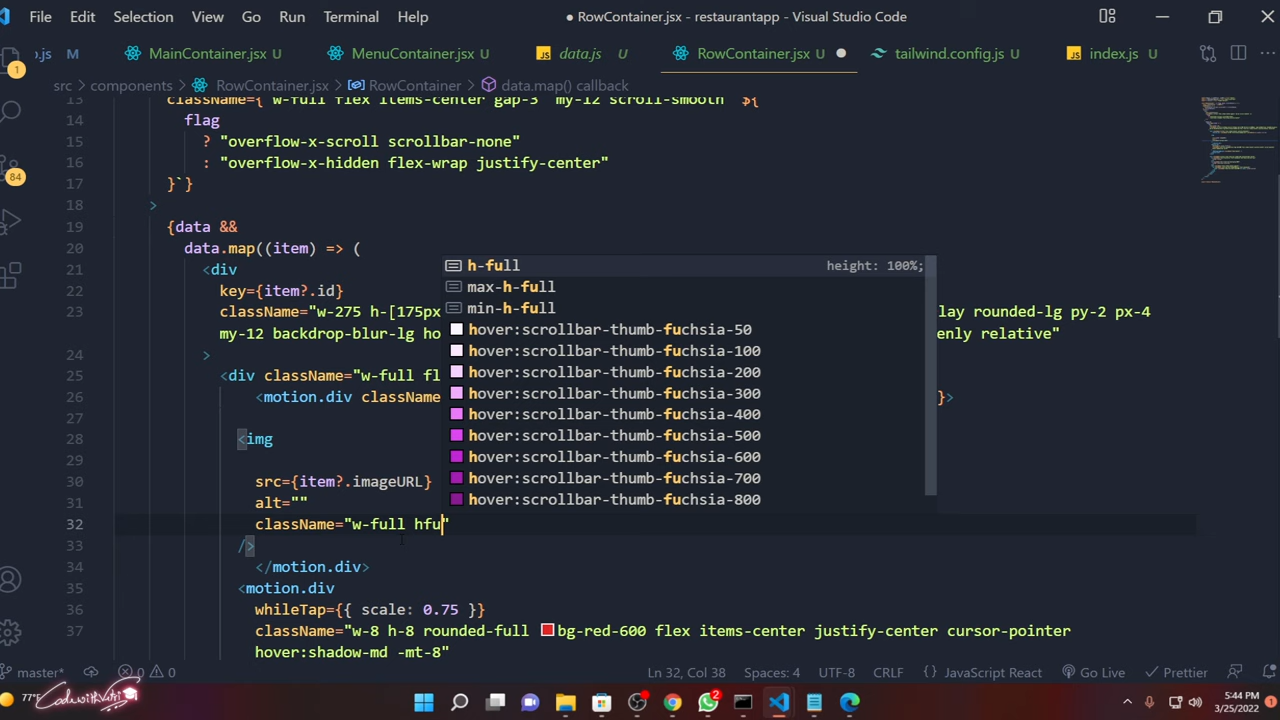 File Edit Selection View Go Run Terminal Help
● RowContainer.jsx - restaurantapp - Visual Studio Code
1
.js M
MainContainer.jsx U
MenuContainer.jsx U
JS data.js U
RowContainer.jsx U ●
tailwind.config.js U
JS index.js U
src > components > RowContainer.jsx > RowContainer > data.map() callback
13 className={`w-full flex items-center gap-3 my-12 scroll-smooth ${
14 flag
15 ? "overflow-x-scroll scrollbar-none"
16 : "overflow-x-hidden flex-wrap justify-center"
17 }`}
18 >
19 {data &&
20 data.map((item) => (
21 <div
22 key={item?.id}
23 className="w-275 h-[175px lay rounded-lg py-2 px-4
my-12 backdrop-blur-lg ho enly relative"
24 >
25 <div className="w-full fl
26 <motion.div className }>
27
28 <img
29
30 src={item?.imageURL}
31 alt=""
32 className="w-full hfu"
33 />
34 </motion.div>
35 <motion.div
36 whileTap={{ scale: 0.75 }}
37 className="w-8 h-8 rounded-full bg-red-600 flex items-center justify-center cursor-pointer
hover:shadow-md -mt-8"
h-full height: 100%;
max-h-full
min-h-full
hover:scrollbar-thumb-fuchsia-50
hover:scrollbar-thumb-fuchsia-100
hover:scrollbar-thumb-fuchsia-200
hover:scrollbar-thumb-fuchsia-300
hover:scrollbar-thumb-fuchsia-400
hover:scrollbar-thumb-fuchsia-500
hover:scrollbar-thumb-fuchsia-600
hover:scrollbar-thumb-fuchsia-700
hover:scrollbar-thumb-fuchsia-800
84
master* 0 0 Ln 32, Col 38 Spaces: 4 UTF-8 CRLF {} JavaScript React Go Live Prettier
77°
Codewithvati
2
5:44 PM
3/25/2022
1